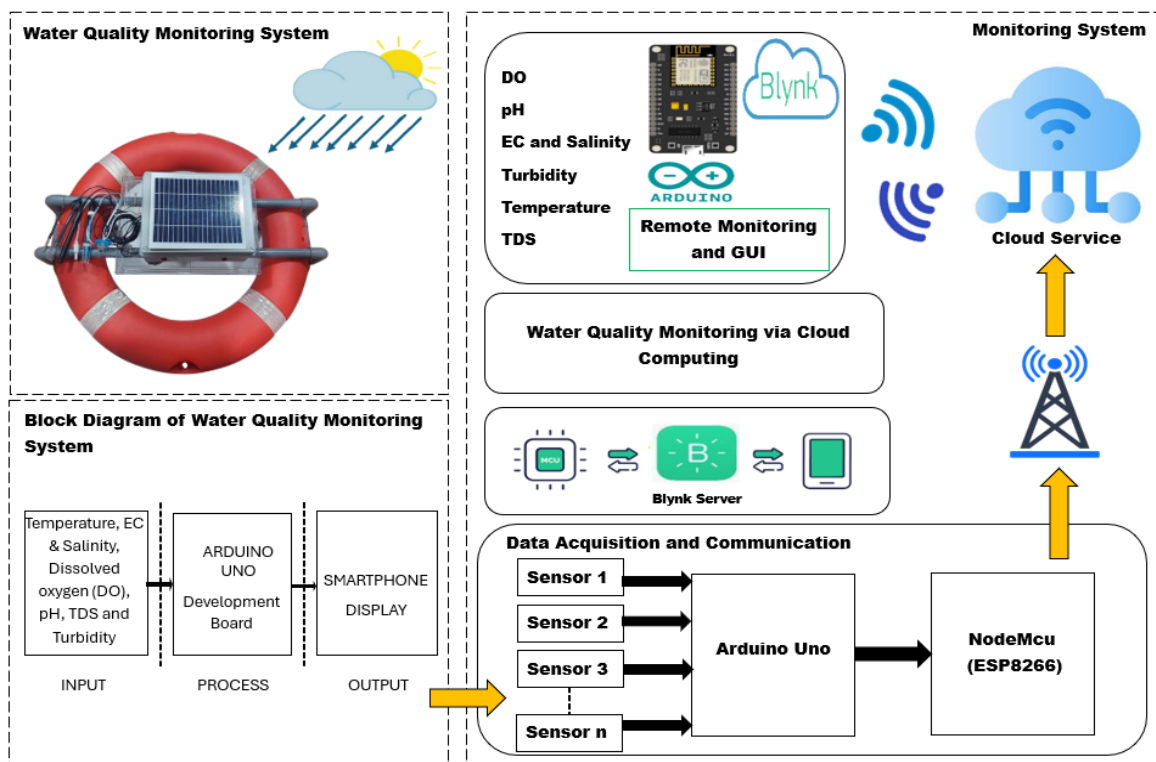 Water Quality Monitoring System
Block Diagram of Water Quality Monitoring
System
Temperature, EC
& Salinity,
Dissolved
oxygen (DO),
pH, TDS and
Turbidity
INPUT
ARDUINO
UNO
Development
Board
PROCESS
SMARTPHONE
DISPLAY
OUTPUT
Monitoring System
DO
pH
EC and Salinity
Turbidity
Temperature
TDS
Blynk
ARDUINO
Remote Monitoring
and GUI
Cloud Service
Water Quality Monitoring via Cloud
Computing
MCU
B
Blynk Server
Data Acquisition and Communication
Sensor 1
Sensor 2
Sensor 3
Sensor n
Arduino Uno
NodeMcu
(ESP8266)